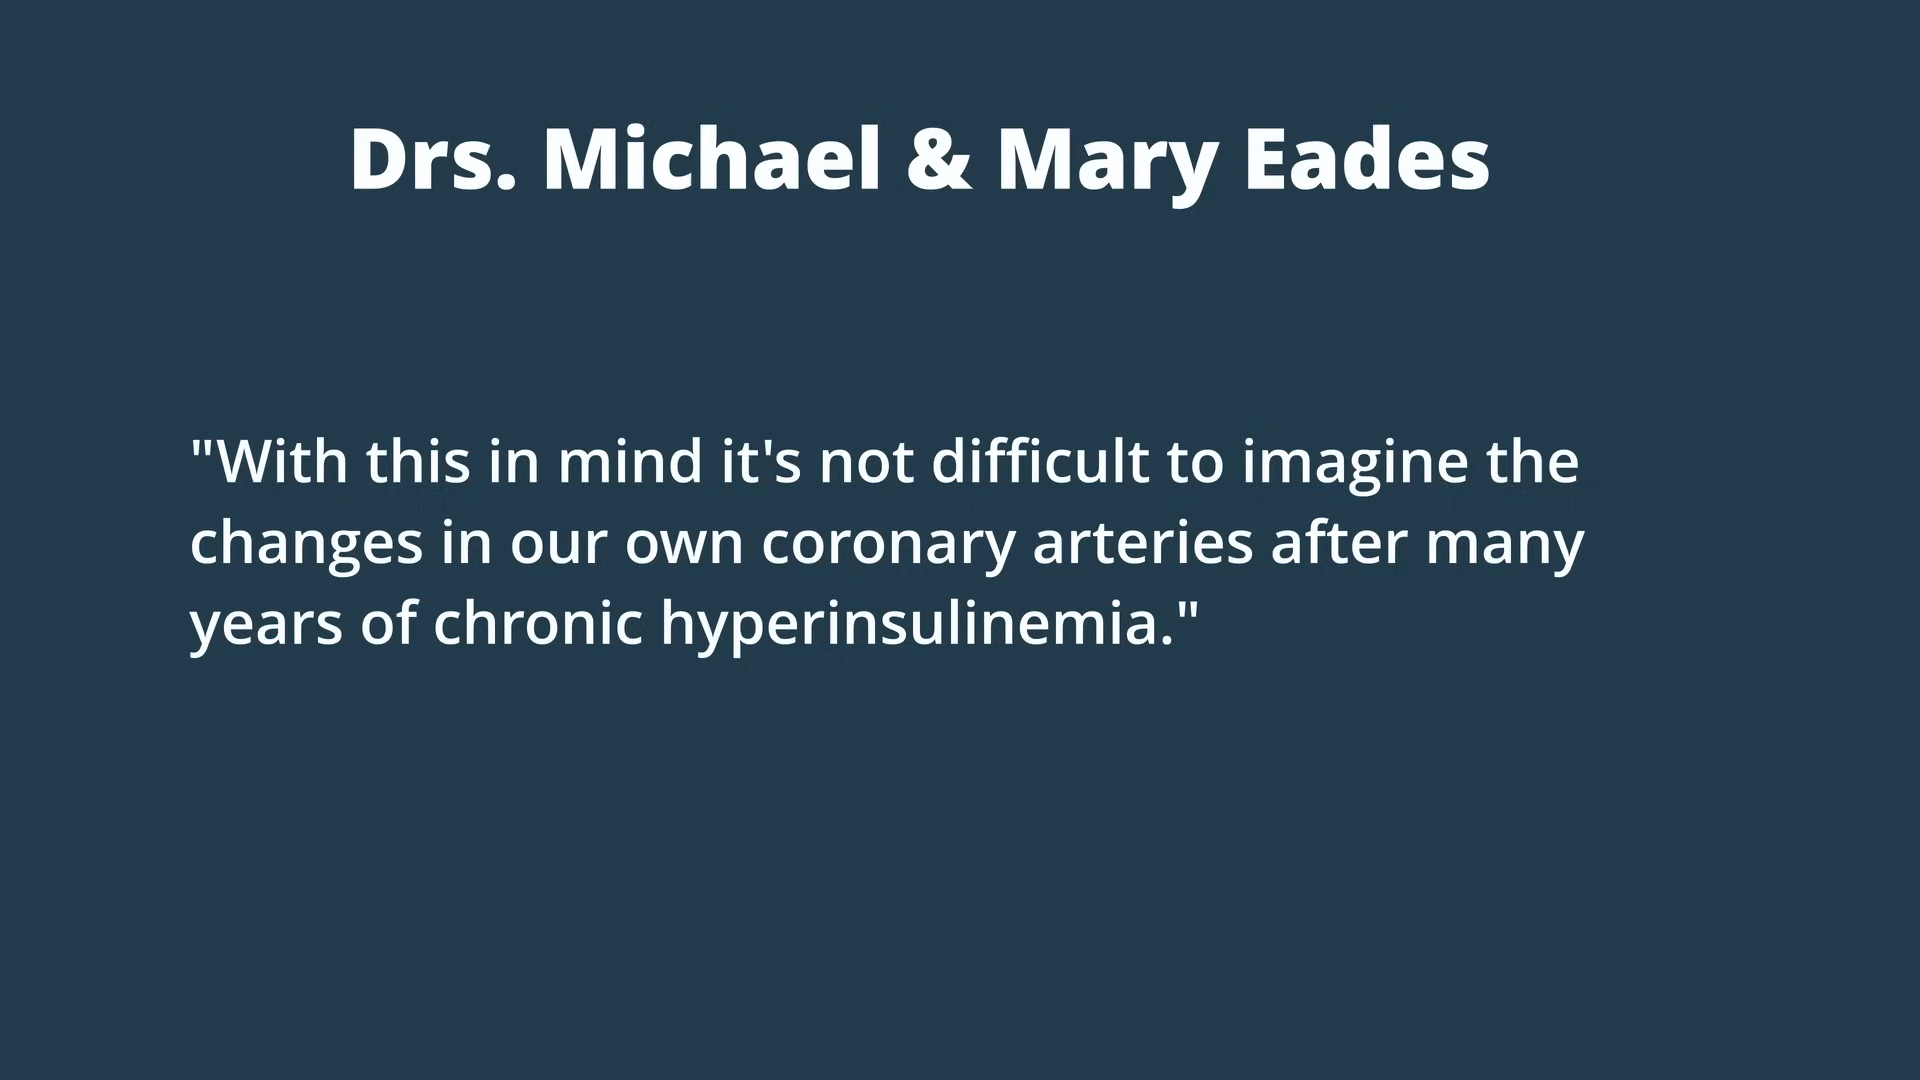 Drs. Michael & Mary Eades
"With this in mind it's not difficult to imagine the
changes in our own coronary arteries after many
years of chronic hyperinsulinemia."